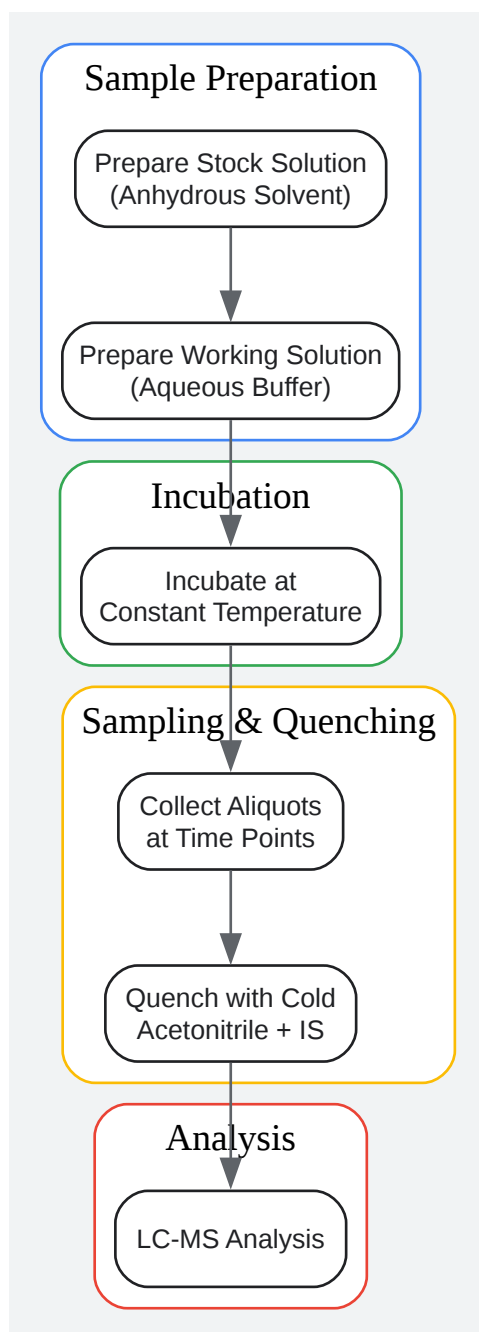 Sample Preparation
Prepare Stock Solution
(Anhydrous Solvent)
Prepare Working Solution
(Aqueous Buffer)
Incubation
Incubate at
Constant Temperature
Sampling & Quenching
Collect Aliquots
at Time Points
Quench with Cold
Acetonitrile + IS
Analysis
LC-MS Analysis